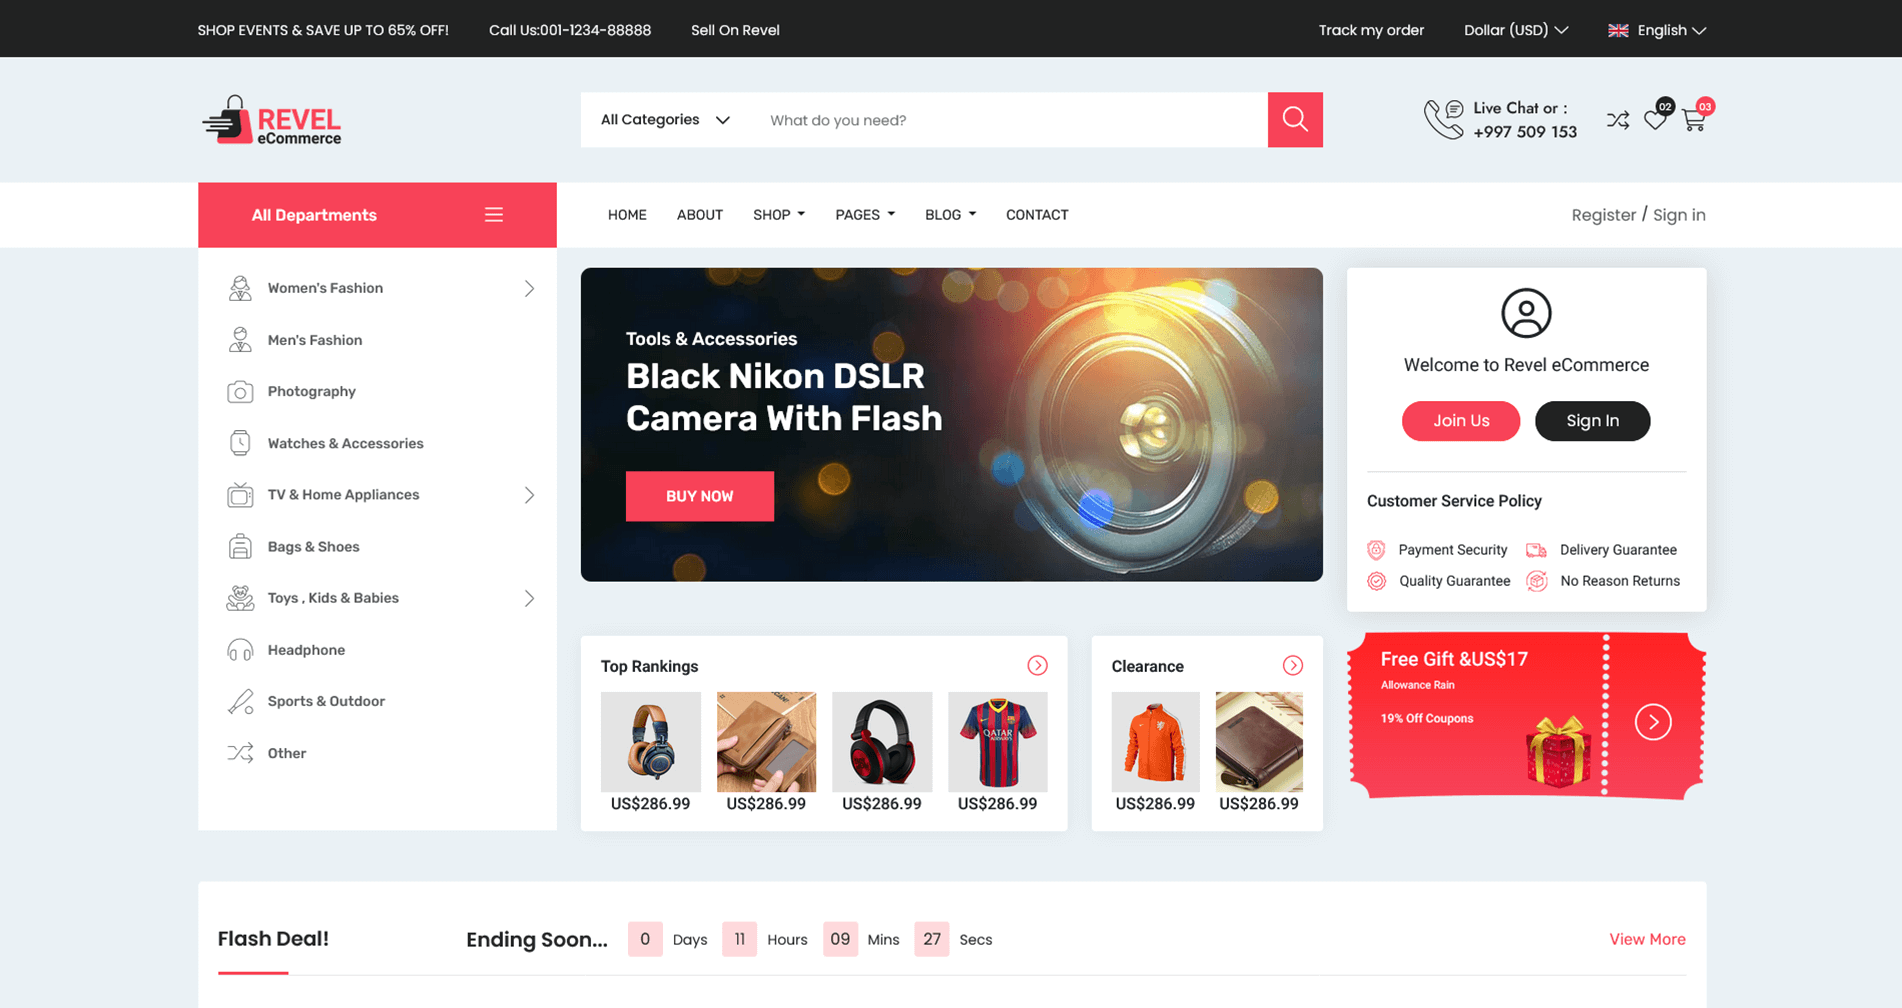 SHOP EVENTS & SAVE UP TO 65% OFF!
Call Us:001-1234-88888
Sell On Revel
Track my order
Dollar (USD)
English
REVEL
eCommerce
All Categories
What do you need?
Live Chat or :
+997 509 153
02
03
All Departments
HOME
ABOUT
SHOP
PAGES
BLOG
CONTACT
Register / Sign in
Women's Fashion
Men's Fashion
Photography
Watches & Accessories
TV & Home Appliances
Bags & Shoes
Toys , Kids & Babies
Headphone
Sports & Outdoor
Other
Tools & Accessories
Black Nikon DSLR
Camera With Flash
BUY NOW
Welcome to Revel eCommerce
Join Us
Sign In
Customer Service Policy
Payment Security
Delivery Guarantee
Quality Guarantee
No Reason Returns
Top Rankings
QATAR
AIRWAYS
US$286.99
US$286.99
US$286.99
US$286.99
Clearance
US$286.99
US$286.99
Free Gift &US$17
Allowance Rain
19% Off Coupons
Flash Deal!
Ending Soon...
0 Days
11 Hours
09 Mins
27 Secs
View More